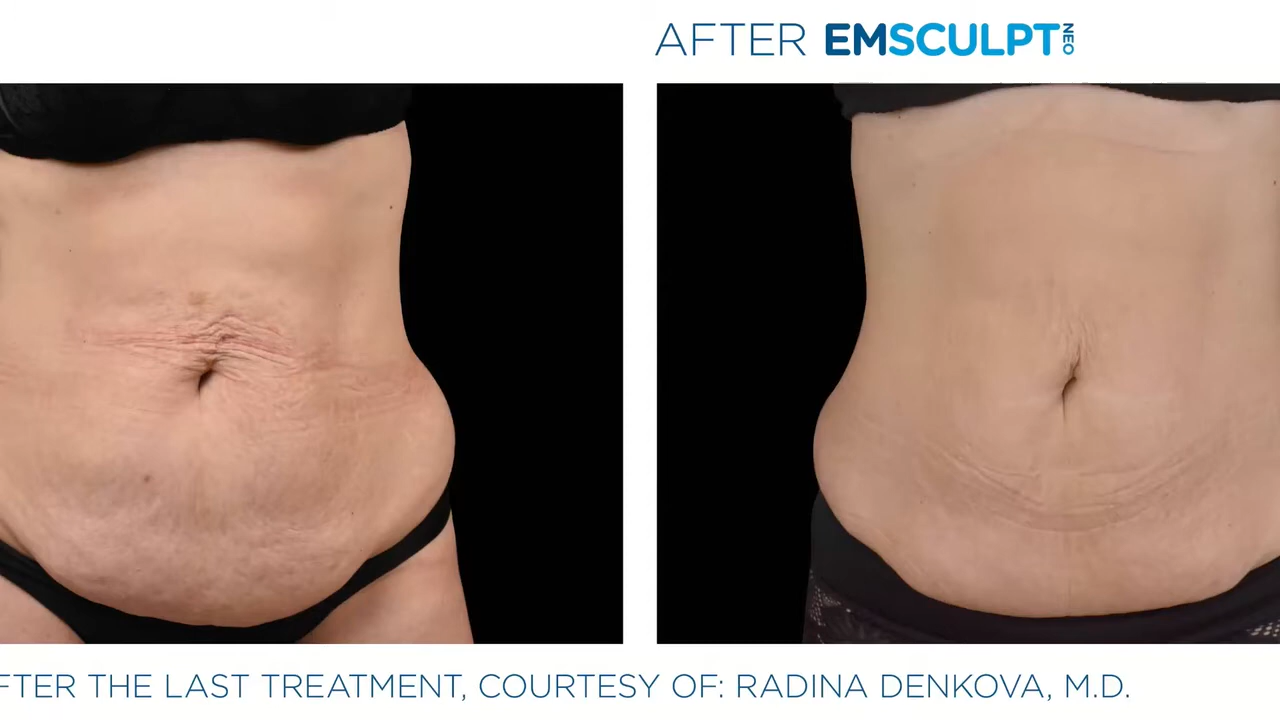 AFTER EMSCULPT NEO
FTER THE LAST TREATMENT, COURTESY OF: RADINA DENKOVA, M.D.